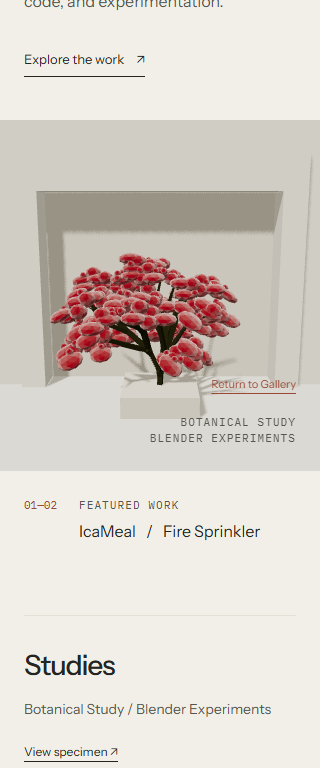 code, and experimentation.
Explore the work ↗
Return to Gallery
BOTANICAL STUDY
BLENDER EXPERIMENTS
01—02 FEATURED WORK
IcaMeal / Fire Sprinkler
Studies
Botanical Study / Blender Experiments
View specimen ↗